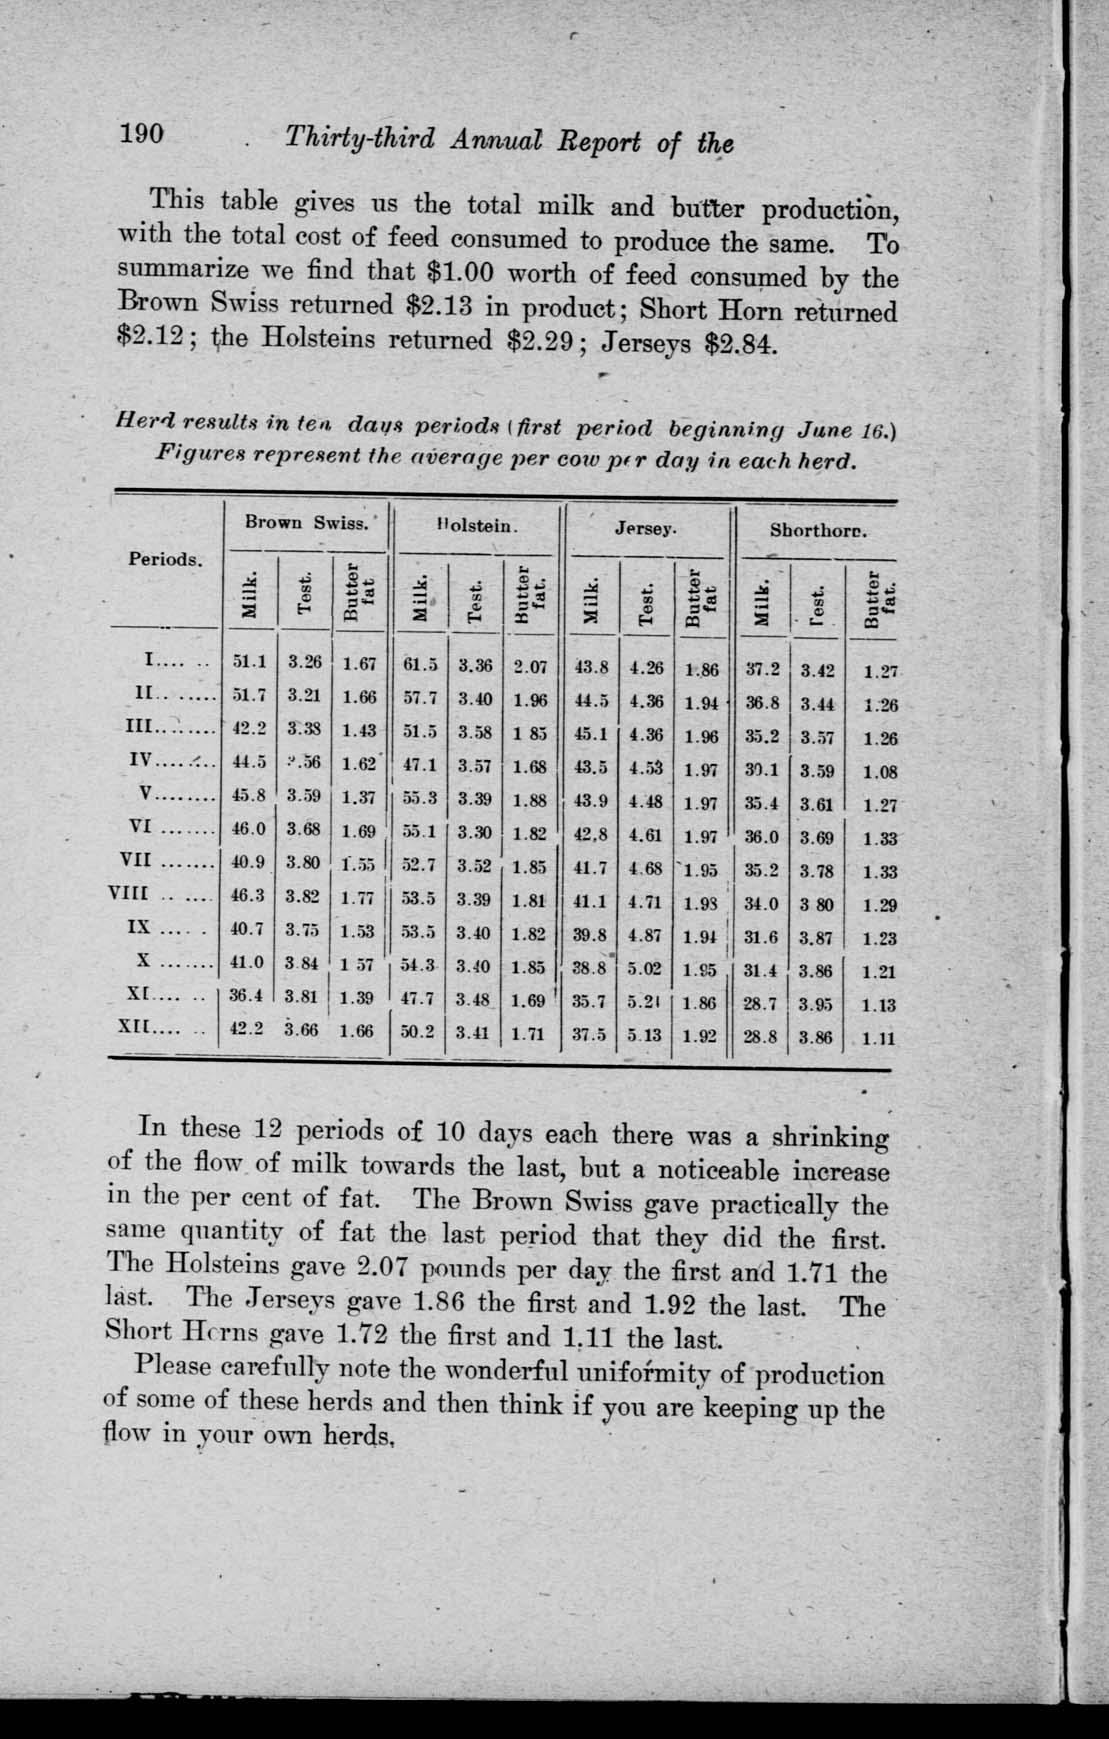 190 Thirty-third Annual Report of the
This table gives us the total milk and butter production,
with the total cost of feed consumed to produce the same. To
summarize we find that $1.00 worth of feed consumed by the
Brown Swiss returned $2.13 in product; Short Horn returned
$2.12; the Holsteins returned $2.29; Jerseys $2.84.
Herd results in ten days periods (first period beginning June 16.)
Figures represent the average per cow per day in each herd.
Periods. Brown Swiss. Holstein. Jersey. Shorthorn.
Milk. Test. Butter fat Milk. Test. Butter fat. Milk. Test. Butter fat Milk. Test. Butter fat.
I.... .. 51.1 3.26 1.67 61.5 3.36 2.07 43.8 4.26 1.86 37.2 3.42 1.27
II.. ..... 51.7 3.21 1.66 57.7 3.40 1.96 44.5 4.36 1.94 36.8 3.44 1.26
III........ 42.2 3.38 1.43 51.5 3.58 1 85 45.1 4.36 1.96 35.2 3.57 1.26
IV........ 44.5 .56 1.62 47.1 3.57 1.68 43.5 4.53 1.97 30.1 3.59 1.08
V........ 45.8 3.59 1.37 55.3 3.39 1.88 43.9 4.48 1.97 35.4 3.61 1.27
VI ....... 46.0 3.68 1.69 55.1 3.30 1.82 42.8 4.61 1.97 36.0 3.69 1.33
VII ....... 40.9 3.80 1.55 52.7 3.52 1.85 41.7 4.68 1.95 35.2 3.78 1.33
VIII .. .... 46.3 3.82 1.77 53.5 3.39 1.81 41.1 4.71 1.93 34.0 3 80 1.29
IX ..... . 40.7 3.75 1.53 53.5 3.40 1.82 39.8 4.87 1.94 31.6 3.87 1.23
X ....... 41.0 3.84 1 57 54.3 3.40 1.85 38.8 5.02 1.95 31.4 3.86 1.21
XI.... .. 36.4 3.81 1.39 47.7 3.48 1.69 35.7 5.21 1.86 28.7 3.95 1.13
XII.... .. 42.2 3.66 1.66 50.2 3.41 1.71 37.5 5.13 1.92 28.8 3.86 1.11
In these 12 periods of 10 days each there was a shrinking
of the flow of milk towards the last, but a noticeable increase
in the per cent of fat. The Brown Swiss gave practically the
same quantity of fat the last period that they did the first.
The Holsteins gave 2.07 pounds per day the first and 1.71 the
last. The Jerseys gave 1.86 the first and 1.92 the last. The
Short Horns gave 1.72 the first and 1.11 the last.
Please carefully note the wonderful uniformity of production
of some of these herds and then think if you are keeping up the
flow in your own herds.